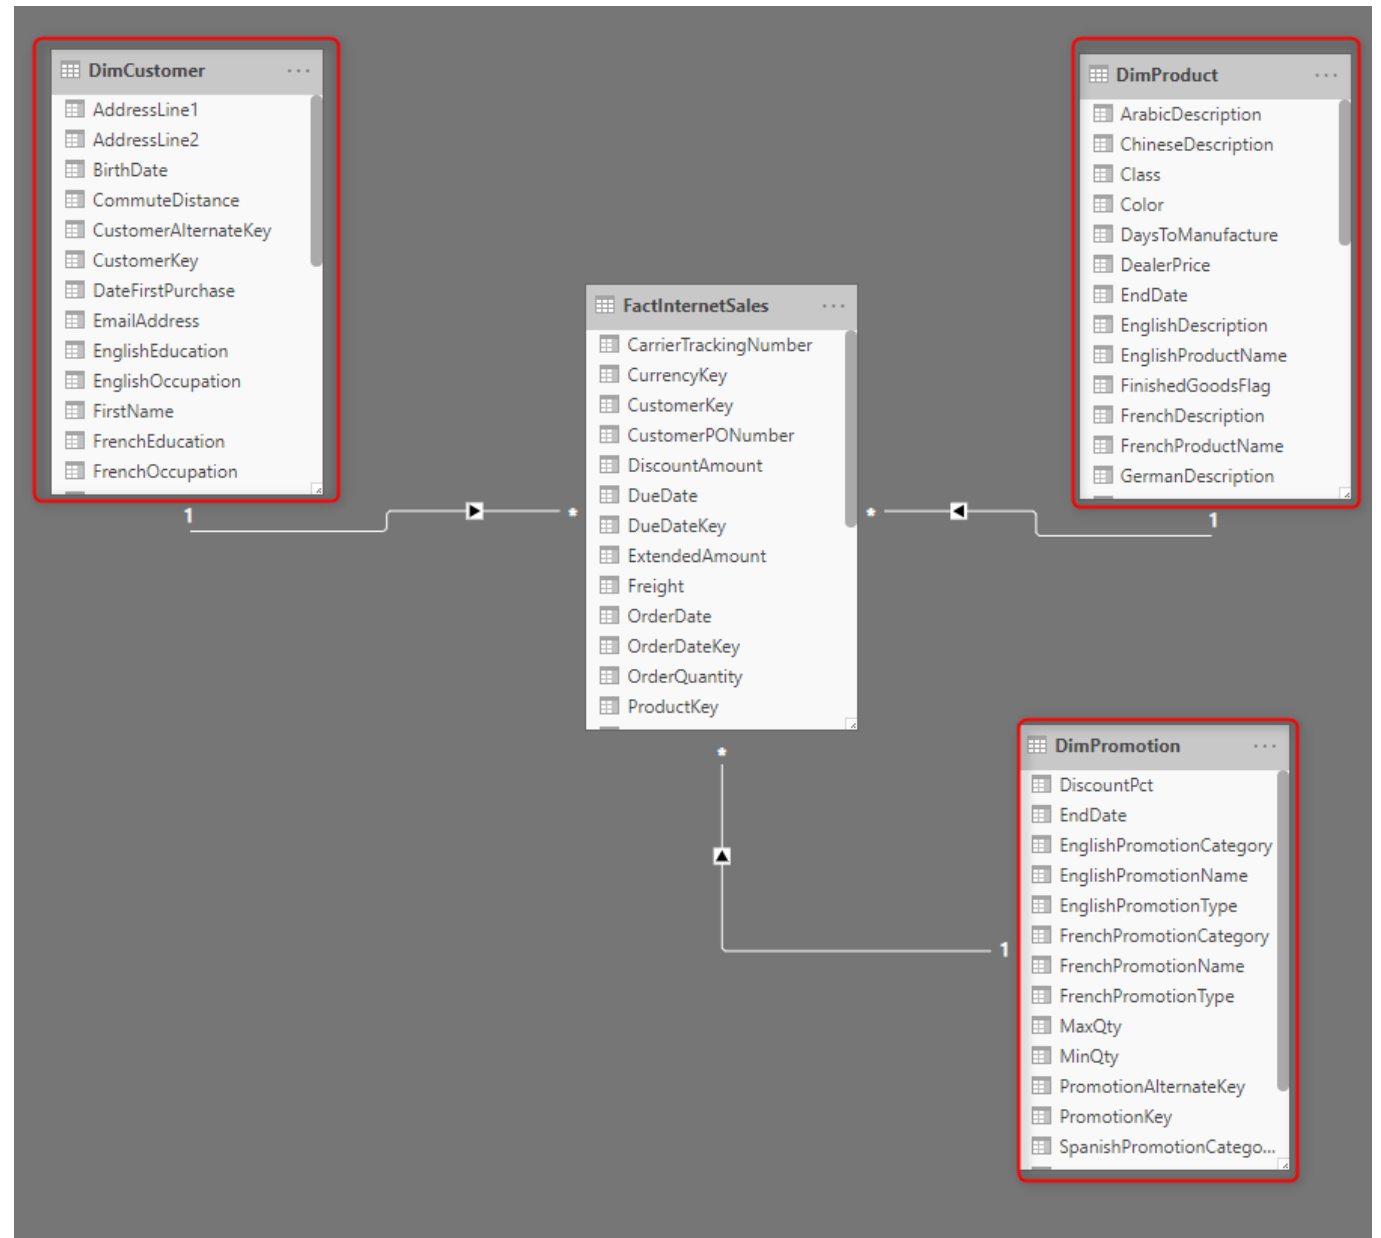 DimCustomer
AddressLine1
AddressLine2
BirthDate
CommuteDistance
CustomerAlternateKey
CustomerKey
DateFirstPurchase
EmailAddress
EnglishEducation
EnglishOccupation
FirstName
FrenchEducation
FrenchOccupation
1
*
FactInternetSales
CarrierTrackingNumber
CurrencyKey
CustomerKey
CustomerPONumber
DiscountAmount
DueDate
DueDateKey
ExtendedAmount
Freight
OrderDate
OrderDateKey
OrderQuantity
ProductKey
*
*
DimProduct
ArabicDescription
ChineseDescription
Class
Color
DaysToManufacture
DealerPrice
EndDate
EnglishDescription
EnglishProductName
FinishedGoodsFlag
FrenchDescription
FrenchProductName
GermanDescription
1
DimPromotion
DiscountPct
EndDate
EnglishPromotionCategory
EnglishPromotionName
EnglishPromotionType
FrenchPromotionCategory
FrenchPromotionName
FrenchPromotionType
MaxQty
MinQty
PromotionAlternateKey
PromotionKey
SpanishPromotionCatego...
1